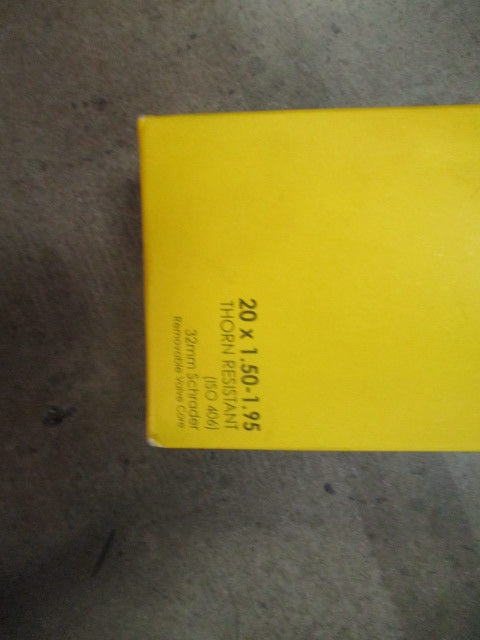 20 x 1.50-1.95
THORN RESISTANT
(ISO 406)
32mm Schrader
Removable Valve Core